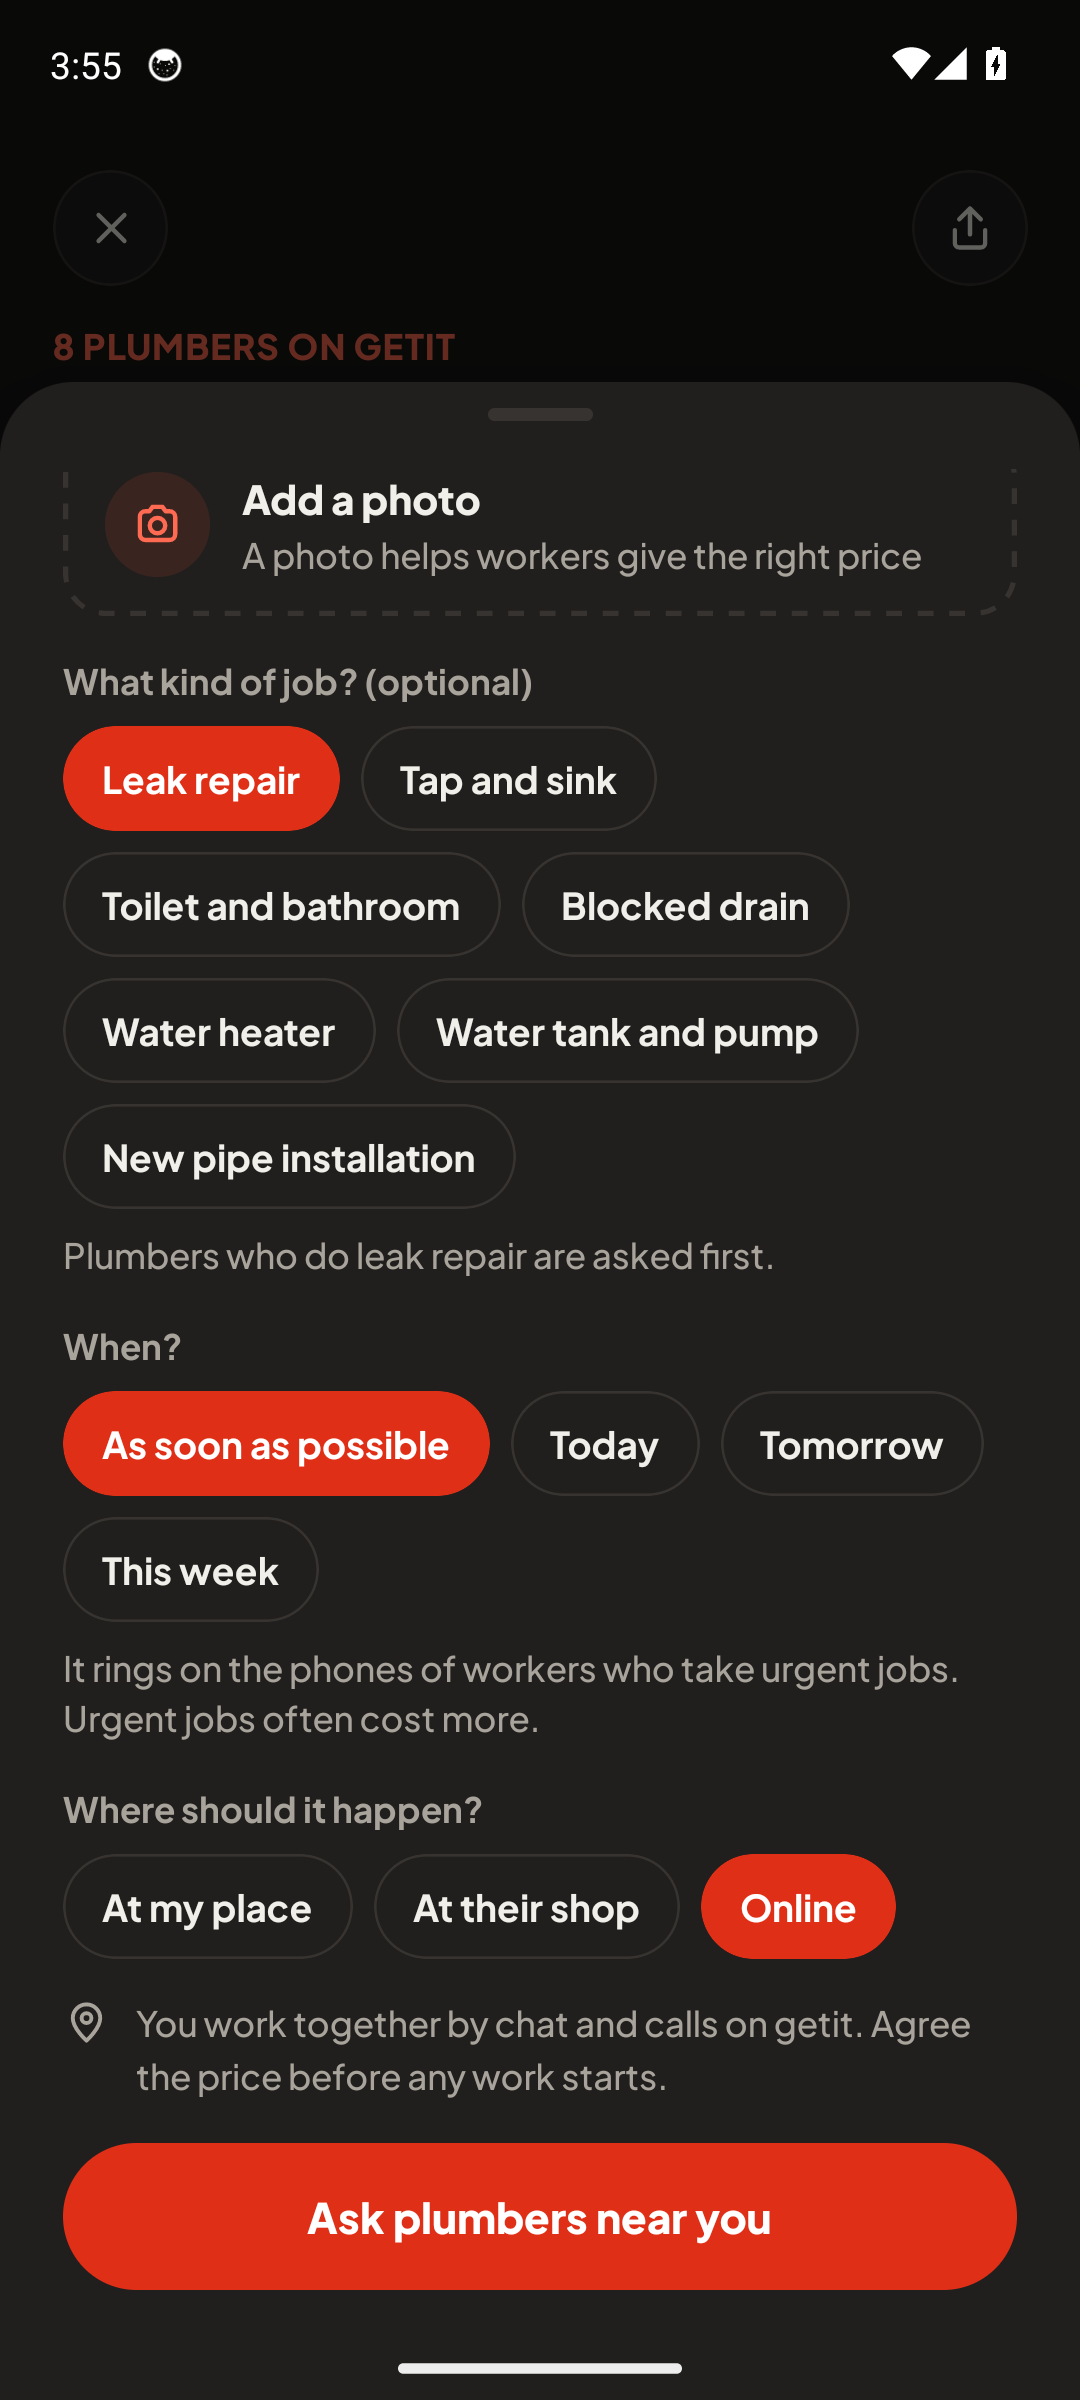 3:55
8 PLUMBERS ON GETIT
Add a photo
A photo helps workers give the right price
What kind of job? (optional)
Leak repair
Tap and sink
Toilet and bathroom
Blocked drain
Water heater
Water tank and pump
New pipe installation
Plumbers who do leak repair are asked first.
When?
As soon as possible
Today
Tomorrow
This week
It rings on the phones of workers who take urgent jobs.
Urgent jobs often cost more.
Where should it happen?
At my place
At their shop
Online
You work together by chat and calls on getit. Agree
the price before any work starts.
Ask plumbers near you